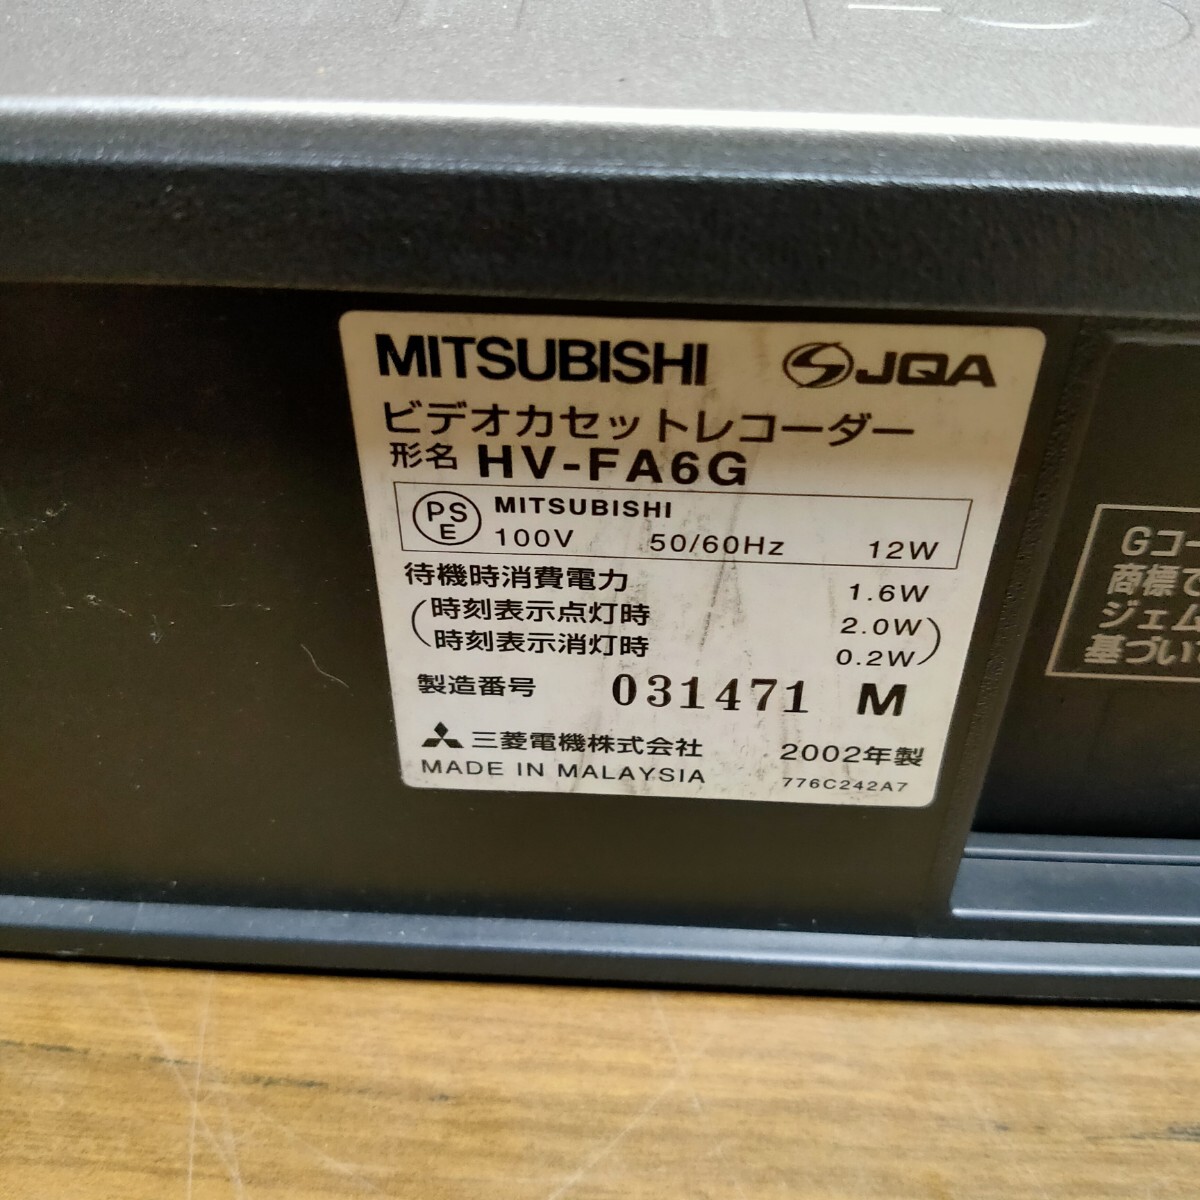 MITSUBISHI JQA
ビデオカセットレコーダー
形名 HV-FA6G
PSE MITSUBISHI
100V 50/60Hz 12W
待機時消費電力 1.6W
(時刻表示点灯時 2.0W)
(時刻表示消灯時 0.2W)
製造番号 031471 M
三菱電機株式会社 2002年製
MADE IN MALAYSIA 776C242A7
Gコー
商標で
ジェム
基づい